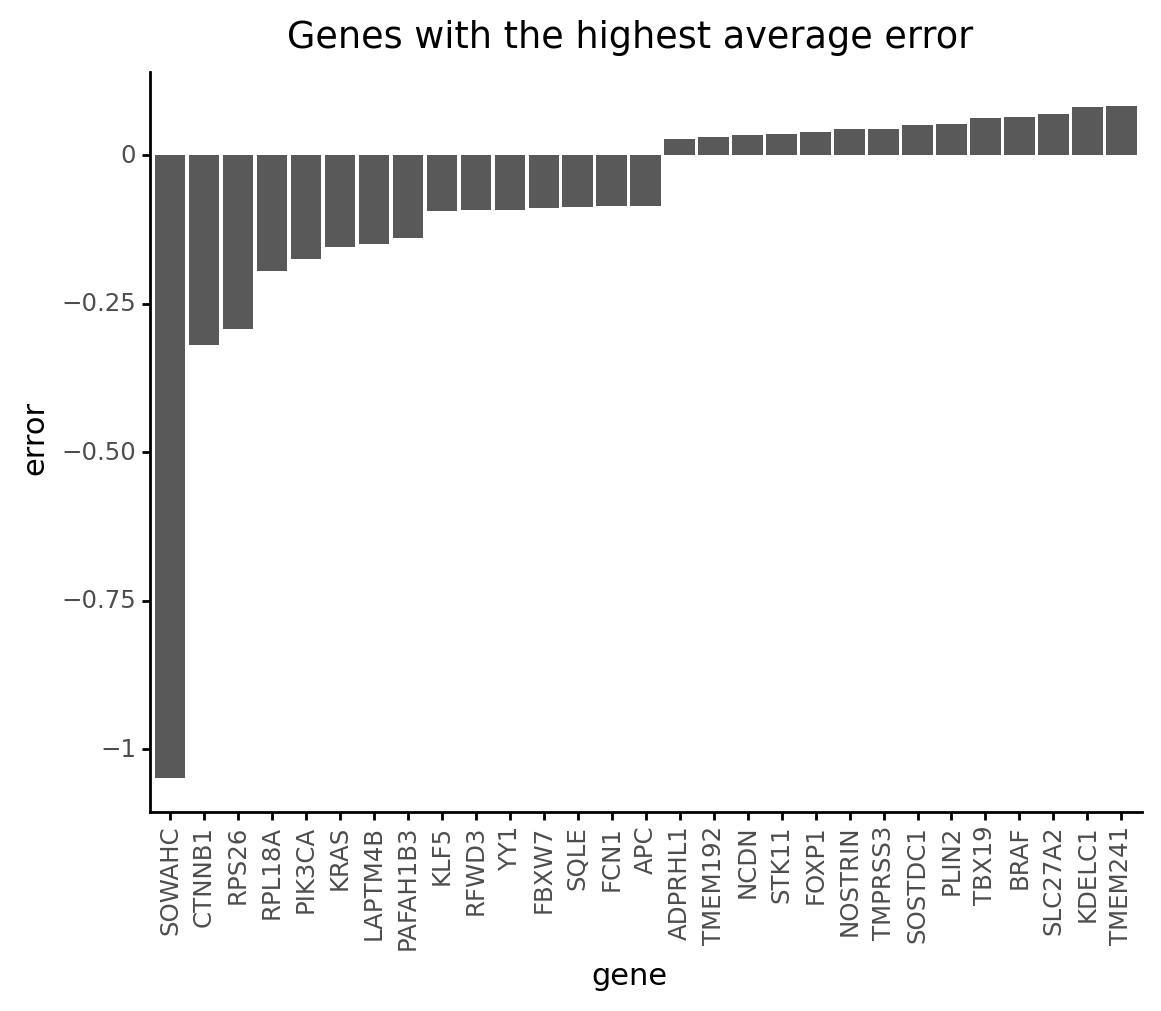 Genes with the highest average error
0
−0.25
−0.50
−0.75
−1
error
SOWAHC
CTNNB1
RPS26
RPL18A
PIK3CA
KRAS
LAPTM4B
PAFAH1B3
KLF5
RFWD3
YY1
FBXW7
SQLE
FCN1
APC
ADPRHL1
TMEM192
NCDN
STK11
FOXP1
NOSTRIN
TMPRSS3
SOSTDC1
PLIN2
TBX19
BRAF
SLC27A2
KDELC1
TMEM241
gene